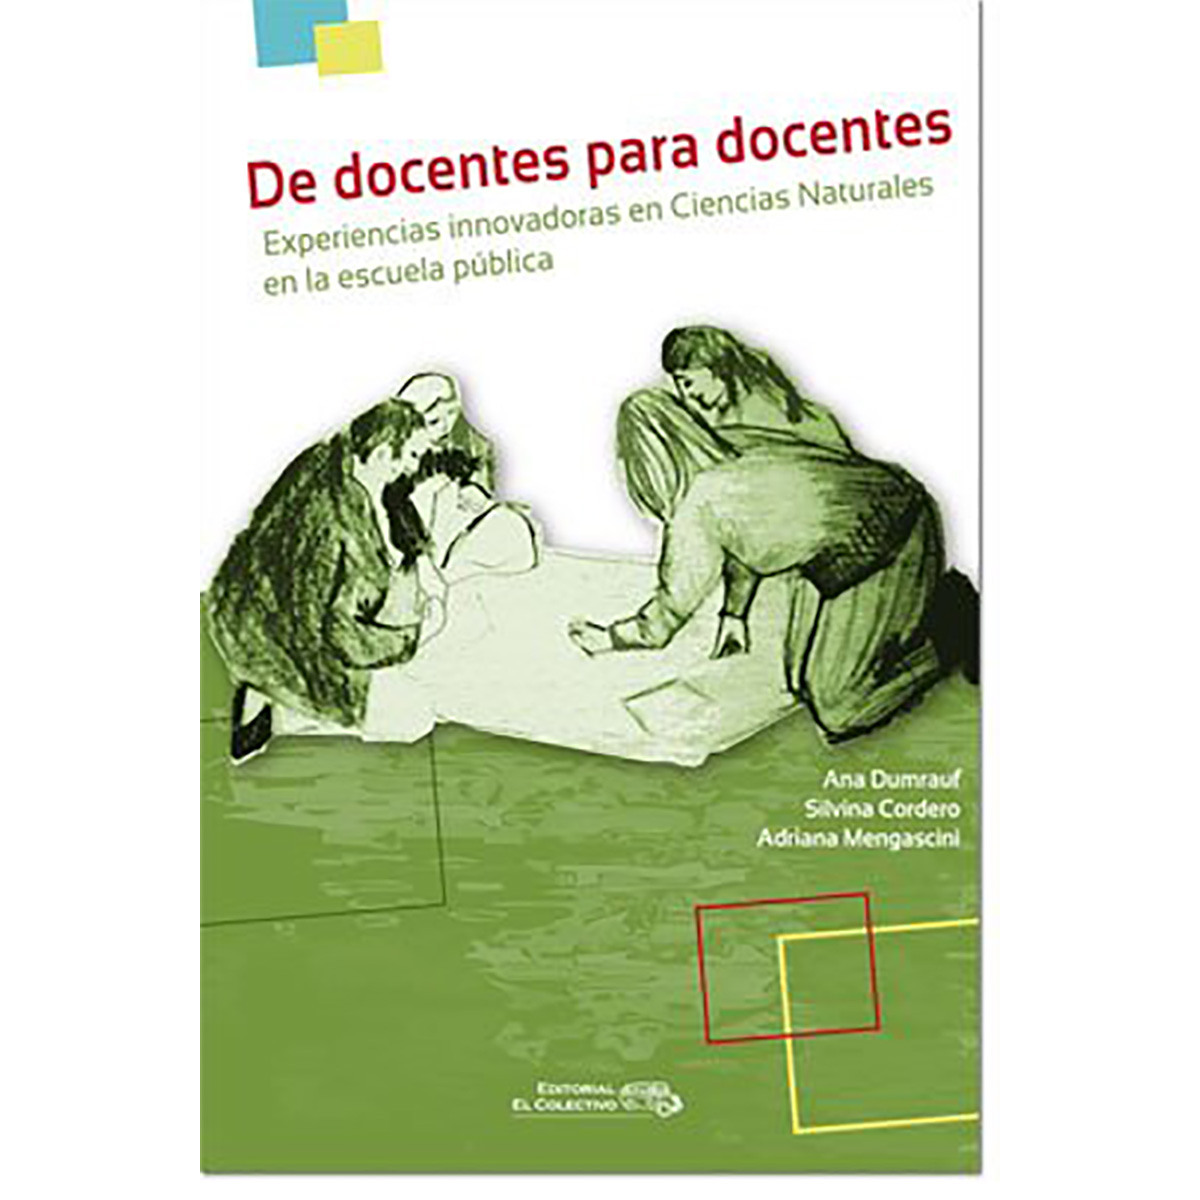 De docentes para docentes
Experiencias innovadoras en Ciencias Naturales
en la escuela pública
Ana Dumrauf
Silvina Cordero
Adriana Mengascini
EDITORIAL
EL COLECTIVO